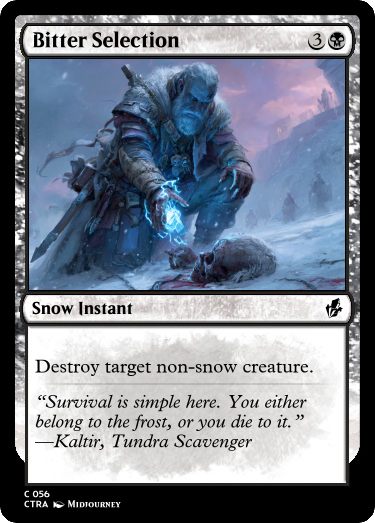 Bitter Selection 3
Snow Instant
Destroy target non-snow creature.
“Survival is simple here. You either
belong to the frost, or you die to it.”
—Kaltir, Tundra Scavenger
C 056
CTRA Midjourney